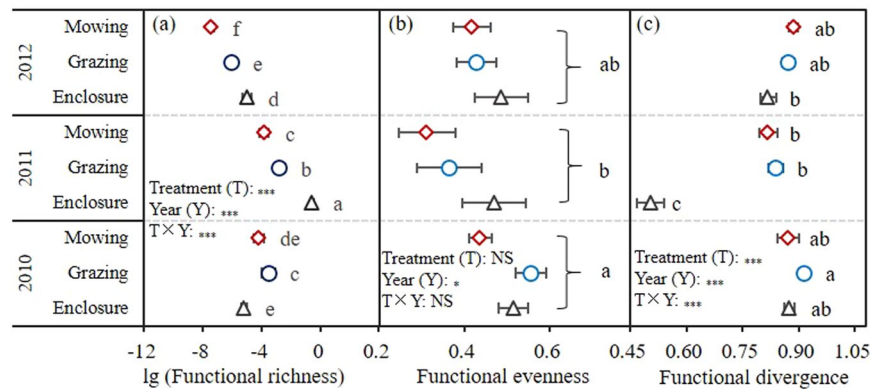 (a) (b) (c)
2012
Mowing f ab
Grazing e ab ab
Enclosure d b
2011
Mowing c b
Grazing b b b
Enclosure a c
Treatment (T): ***
Year (Y): ***
T×Y: ***
2010
Mowing de ab
Grazing c a a
Enclosure e ab
Treatment (T): NS
Year (Y): *
T×Y: NS
Treatment (T): ***
Year (Y): ***
T×Y: ***
-12 -8 -4 0 0.2 0.4 0.6 0.45 0.60 0.75 0.90 1.05
lg (Functional richness) Functional evenness Functional divergence